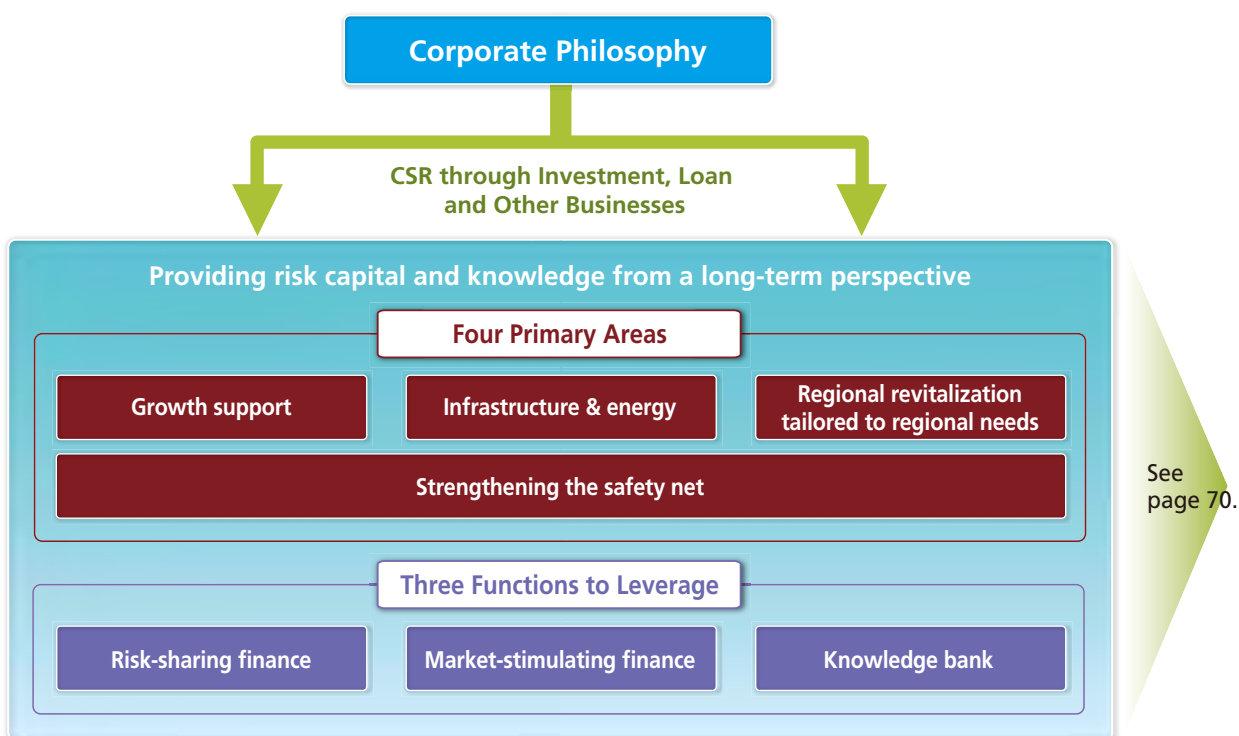 Corporate Philosophy
CSR through Investment, Loan
and Other Businesses
Providing risk capital and knowledge from a long-term perspective
Four Primary Areas
Growth support
Infrastructure & energy
Regional revitalization
tailored to regional needs
Strengthening the safety net
See
page 70.
Three Functions to Leverage
Risk-sharing finance
Market-stimulating finance
Knowledge bank